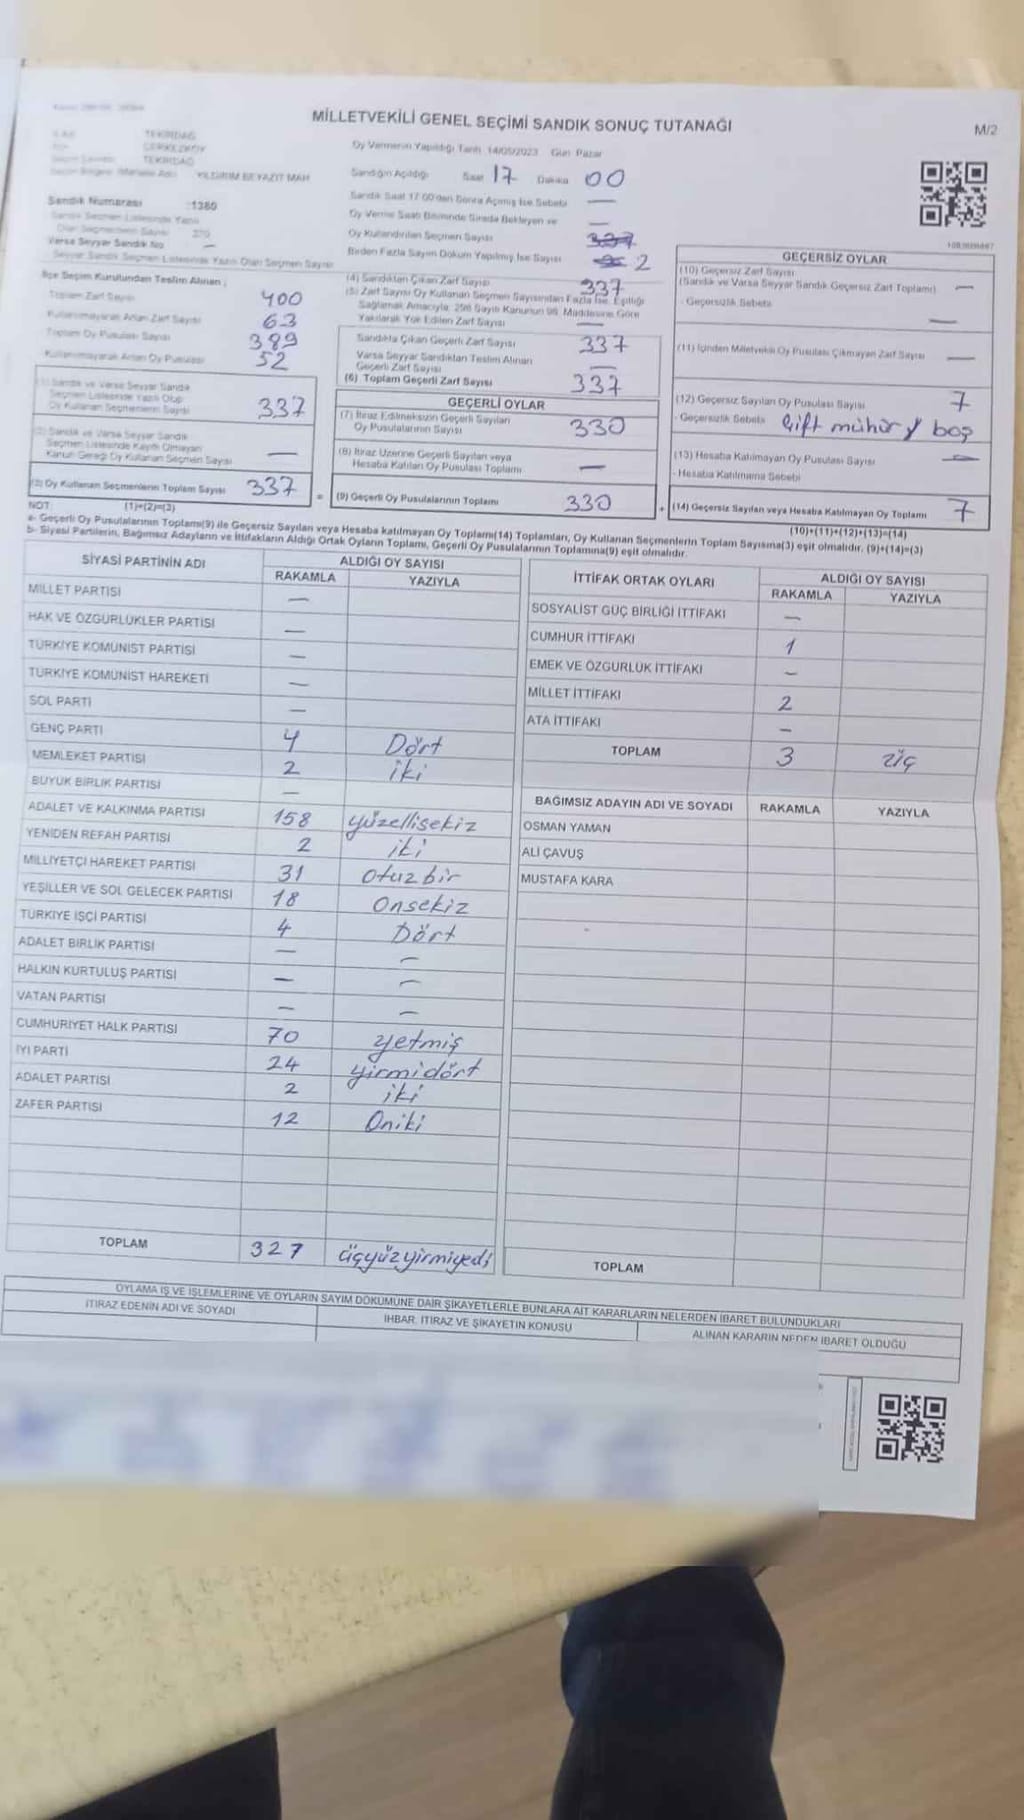 MİLLETVEKİLİ GENEL SEÇİMİ SANDIK SONUÇ TUTANAĞI
M/2
TEKİRDAĞ
ÇERKEZKÖY
TEKİRDAĞ
YILDIRIM BEYAZIT MAH
Oy Vermenin Yapıldığı Tarih 14/05/2023 Gün Pazar
Sandığın Açıldığı Saat 17 Dakika 00
Sandık Numarası :1380
Sandık Saat 17:00'den Sonra Açılmış İse Sebebi —
Oy Verme Saati Bitiminde Sırada Bekleyen ve
Oy Kullandırılan Seçmen Sayısı —
Birden Fazla Sayım Döküm Yapılmış İse Sayısı 2
Varsa Seyyar Sandık No —
Seyyar Sandık Seçmen Listesinde Yazılı Olan Seçmen Sayısı
İlçe Seçim Kurulundan Teslim Alınan :
Toplam Zarf Sayısı 400
Kullanılmayarak Artan Zarf Sayısı 63
Toplam Oy Pusulası Sayısı 389
Kullanılmayarak Artan Oy Pusulası 52
(1) Sandık ve Varsa Seyyar Sandık
Seçmen Listesinde Yazılı Olup
Oy Kullanan Seçmenlerin Sayısı 337
(2) Sandık ve Varsa Seyyar Sandık
Seçmen Listesinde Kayıtlı Olmayan
Kanun Gereği Oy Kullanan Seçmen Sayısı —
(3) Oy Kullanan Seçmenlerin Toplam Sayısı 337
(1)+(2)=(3)
(4) Sandıktan Çıkan Zarf Sayısı 337
(5) Zarf Sayısı Oy Kullanan Seçmen Sayısından Fazla İse, Eşitliği
Sağlamak Amacıyla, 298 Sayılı Kanunun 98. Maddesine Göre
Yakılarak Yok Edilen Zarf Sayısı —
Sandıkta Çıkan Geçerli Zarf Sayısı 337
Varsa Seyyar Sandıktan Teslim Alınan
Geçerli Zarf Sayısı —
(6) Toplam Geçerli Zarf Sayısı 337
GEÇERLİ OYLAR
(7) İtiraz Edilmeksizin Geçerli Sayılan
Oy Pusulalarının Sayısı 330
(8) İtiraz Üzerine Geçerli Sayılan veya
Hesaba Katılan Oy Pusulası Toplamı —
= (9) Geçerli Oy Pusulalarının Toplamı 330
GEÇERSİZ OYLAR
(10) Geçersiz Zarf Sayısı
(Sandık ve Varsa Seyyar Sandık Geçersiz Zarf Toplamı) —
- Geçersizlik Sebebi —
(11) İçinden Milletvekili Oy Pusulası Çıkmayan Zarf Sayısı —
(12) Geçersiz Sayılan Oy Pusulası Sayısı 7
- Geçersizlik Sebebi Çift mühür / boş
(13) Hesaba Katılmayan Oy Pusulası Sayısı —
- Hesaba Katılmama Sebebi
+ (14) Geçersiz Sayılan veya Hesaba Katılmayan Oy Toplamı 7
(10)+(11)+(12)+(13)=(14)
NOT:
a- Geçerli Oy Pusulalarının Toplamı(9) ile Geçersiz Sayılan veya Hesaba katılmayan Oy Toplamı(14) Toplamları, Oy Kullanan Seçmenlerin Toplam Sayısına(3) eşit olmalıdır. (9)+(14)=(3)
b- Siyasi Partilerin, Bağımsız Adayların ve İttifakların Aldığı Ortak Oyların Toplamı, Geçerli Oy Pusulalarının Toplamına(9) eşit olmalıdır.
SİYASİ PARTİNİN ADI ALDIĞI OY SAYISI
RAKAMLA YAZIYLA
MİLLET PARTİSİ —
HAK VE ÖZGÜRLÜKLER PARTİSİ —
TÜRKİYE KOMÜNİST PARTİSİ —
TÜRKİYE KOMÜNİST HAREKETİ —
SOL PARTİ —
GENÇ PARTİ 4 Dört
MEMLEKET PARTİSİ 2 iki
BÜYÜK BİRLİK PARTİSİ —
ADALET VE KALKINMA PARTİSİ 158 yüzellisekiz
YENİDEN REFAH PARTİSİ 2 iki
MİLLİYETÇİ HAREKET PARTİSİ 31 otuzbir
YEŞİLLER VE SOL GELECEK PARTİSİ 18 Onsekiz
TÜRKİYE İŞÇİ PARTİSİ 4 Dört
ADALET BİRLİK PARTİSİ — —
HALKIN KURTULUŞ PARTİSİ — —
VATAN PARTİSİ — —
CUMHURİYET HALK PARTİSİ 70 yetmiş
İYİ PARTİ 24 yirmidört
ADALET PARTİSİ 2 iki
ZAFER PARTİSİ 12 Oniki
TOPLAM 327 üçyüzyirmiyedi
İTTİFAK ORTAK OYLARI ALDIĞI OY SAYISI
RAKAMLA YAZIYLA
SOSYALİST GÜÇ BİRLİĞİ İTTİFAKI —
CUMHUR İTTİFAKI 1
EMEK VE ÖZGÜRLÜK İTTİFAKI —
MİLLET İTTİFAKI 2
ATA İTTİFAKI —
TOPLAM 3 üç
BAĞIMSIZ ADAYIN ADI VE SOYADI RAKAMLA YAZIYLA
OSMAN YAMAN
ALİ ÇAVUŞ
MUSTAFA KARA
TOPLAM
OYLAMA İŞ VE İŞLEMLERİNE VE OYLARIN SAYIM DÖKÜMÜNE DAİR ŞİKAYETLERLE BUNLARA AİT KARARLARIN NELERDEN İBARET BULUNDUKLARI
İTİRAZ EDENİN ADI VE SOYADI İHBAR, İTİRAZ VE ŞİKAYETİN KONUSU ALINAN KARARIN NEDEN İBARET OLDUĞU